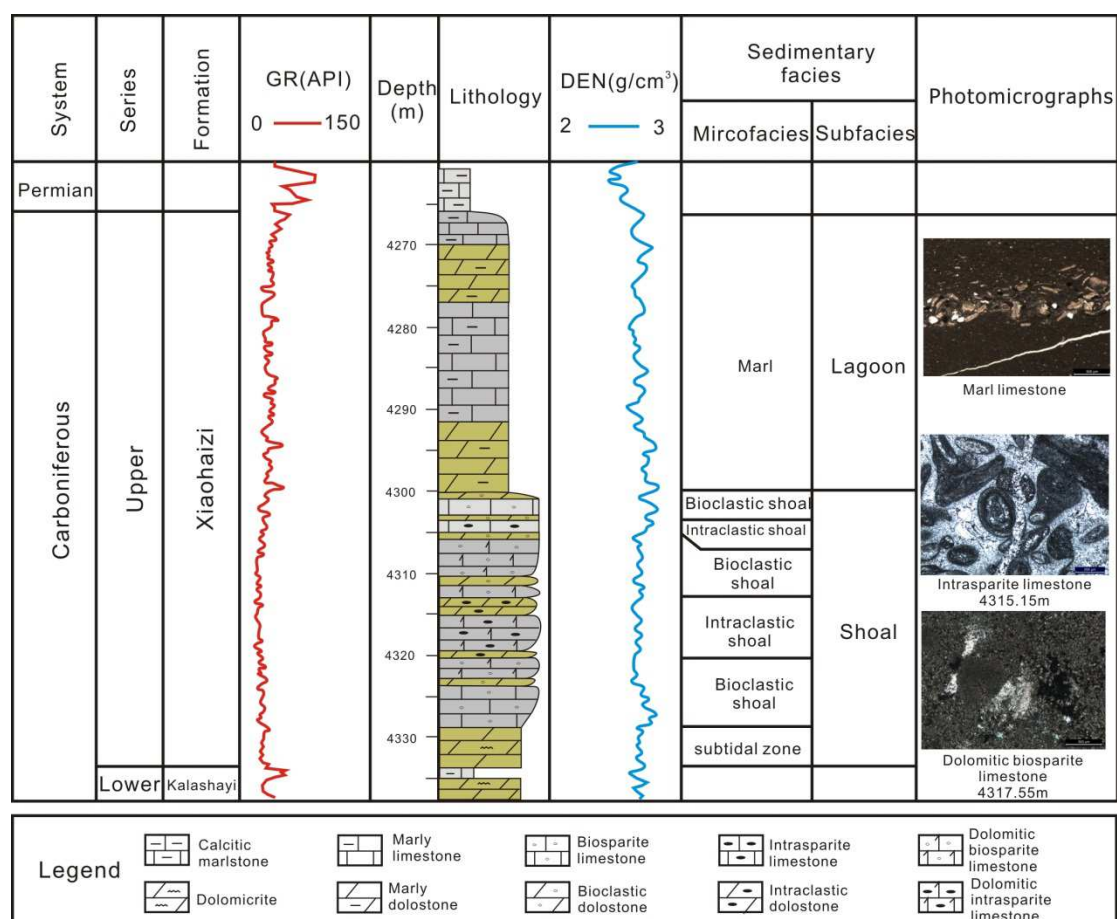 System
Series
Formation
GR(API)
0 150
Depth
(m)
Lithology
DEN(g/cm³)
2 3
Sedimentary
facies
Mircofacies
Subfacies
Photomicrographs
Permian
Carboniferous
Upper
Lower
Xiaohaizi
Kalashayi
4270
4280
4290
4300
4310
4320
4330
Marl
Bioclastic shoal
Intraclastic shoal
Bioclastic
shoal
Intraclastic
shoal
Bioclastic
shoal
subtidal zone
Lagoon
Shoal
Marl limestone
Intrasparite limestone
4315.15m
Dolomitic biosparite
limestone
4317.55m
Legend
Calcitic
marlstone
Marly
limestone
Biosparite
limestone
Intrasparite
limestone
Dolomitic
biosparite
limestone
Dolomicrite
Marly
dolostone
Bioclastic
dolostone
Intraclastic
dolostone
Dolomitic
intrasparite
limestone